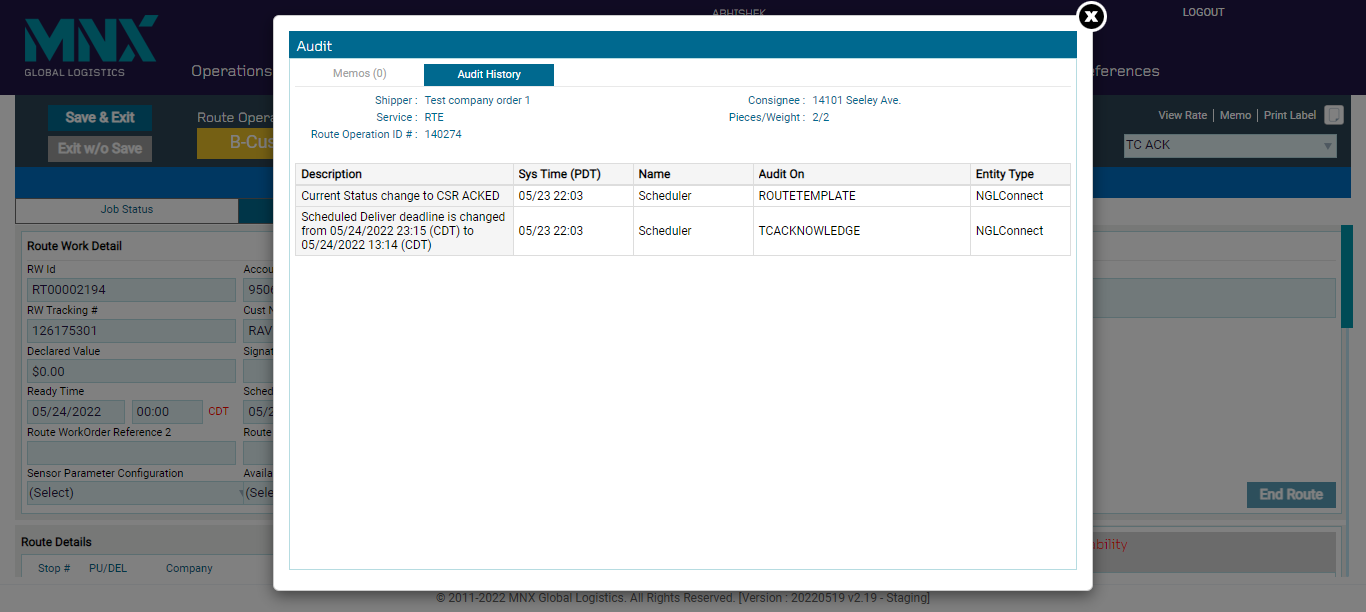 ABHISHEK
LOGOUT
MNX
GLOBAL LOGISTICS
Operations
Audit
Memos (0)
Audit History
Shipper : Test company order 1
Consignee : 14101 Seeley Ave.
Service : RTE
Pieces/Weight : 2/2
Route Operation ID # : 140274
Description Sys Time (PDT) Name Audit On Entity Type
Current Status change to CSR ACKED 05/23 22:03 Scheduler ROUTETEMPLATE NGLConnect
Scheduled Deliver deadline is changed
from 05/24/2022 23:15 (CDT) to
05/24/2022 13:14 (CDT)
05/23 22:03 Scheduler TCACKNOWLEDGE NGLConnect
Save & Exit
Exit w/o Save
Route Opera
B-Cus
View Rate | Memo | Print Label
TC ACK
Job Status
Route Work Detail
RW Id
Accou
RT00002194
9506
RW Tracking #
Cust N
126175301
RAV
Declared Value
Signat
$0.00
Ready Time
Sched
05/24/2022 00:00 CDT
05/2
Route WorkOrder Reference 2
Route
Sensor Parameter Configuration
Availa
(Select)
(Sele
End Route
Route Details
Stop # PU/DEL Company
ability
© 2011-2022 MNX Global Logistics. All Rights Reserved. [Version : 20220519 v2.19 - Staging]